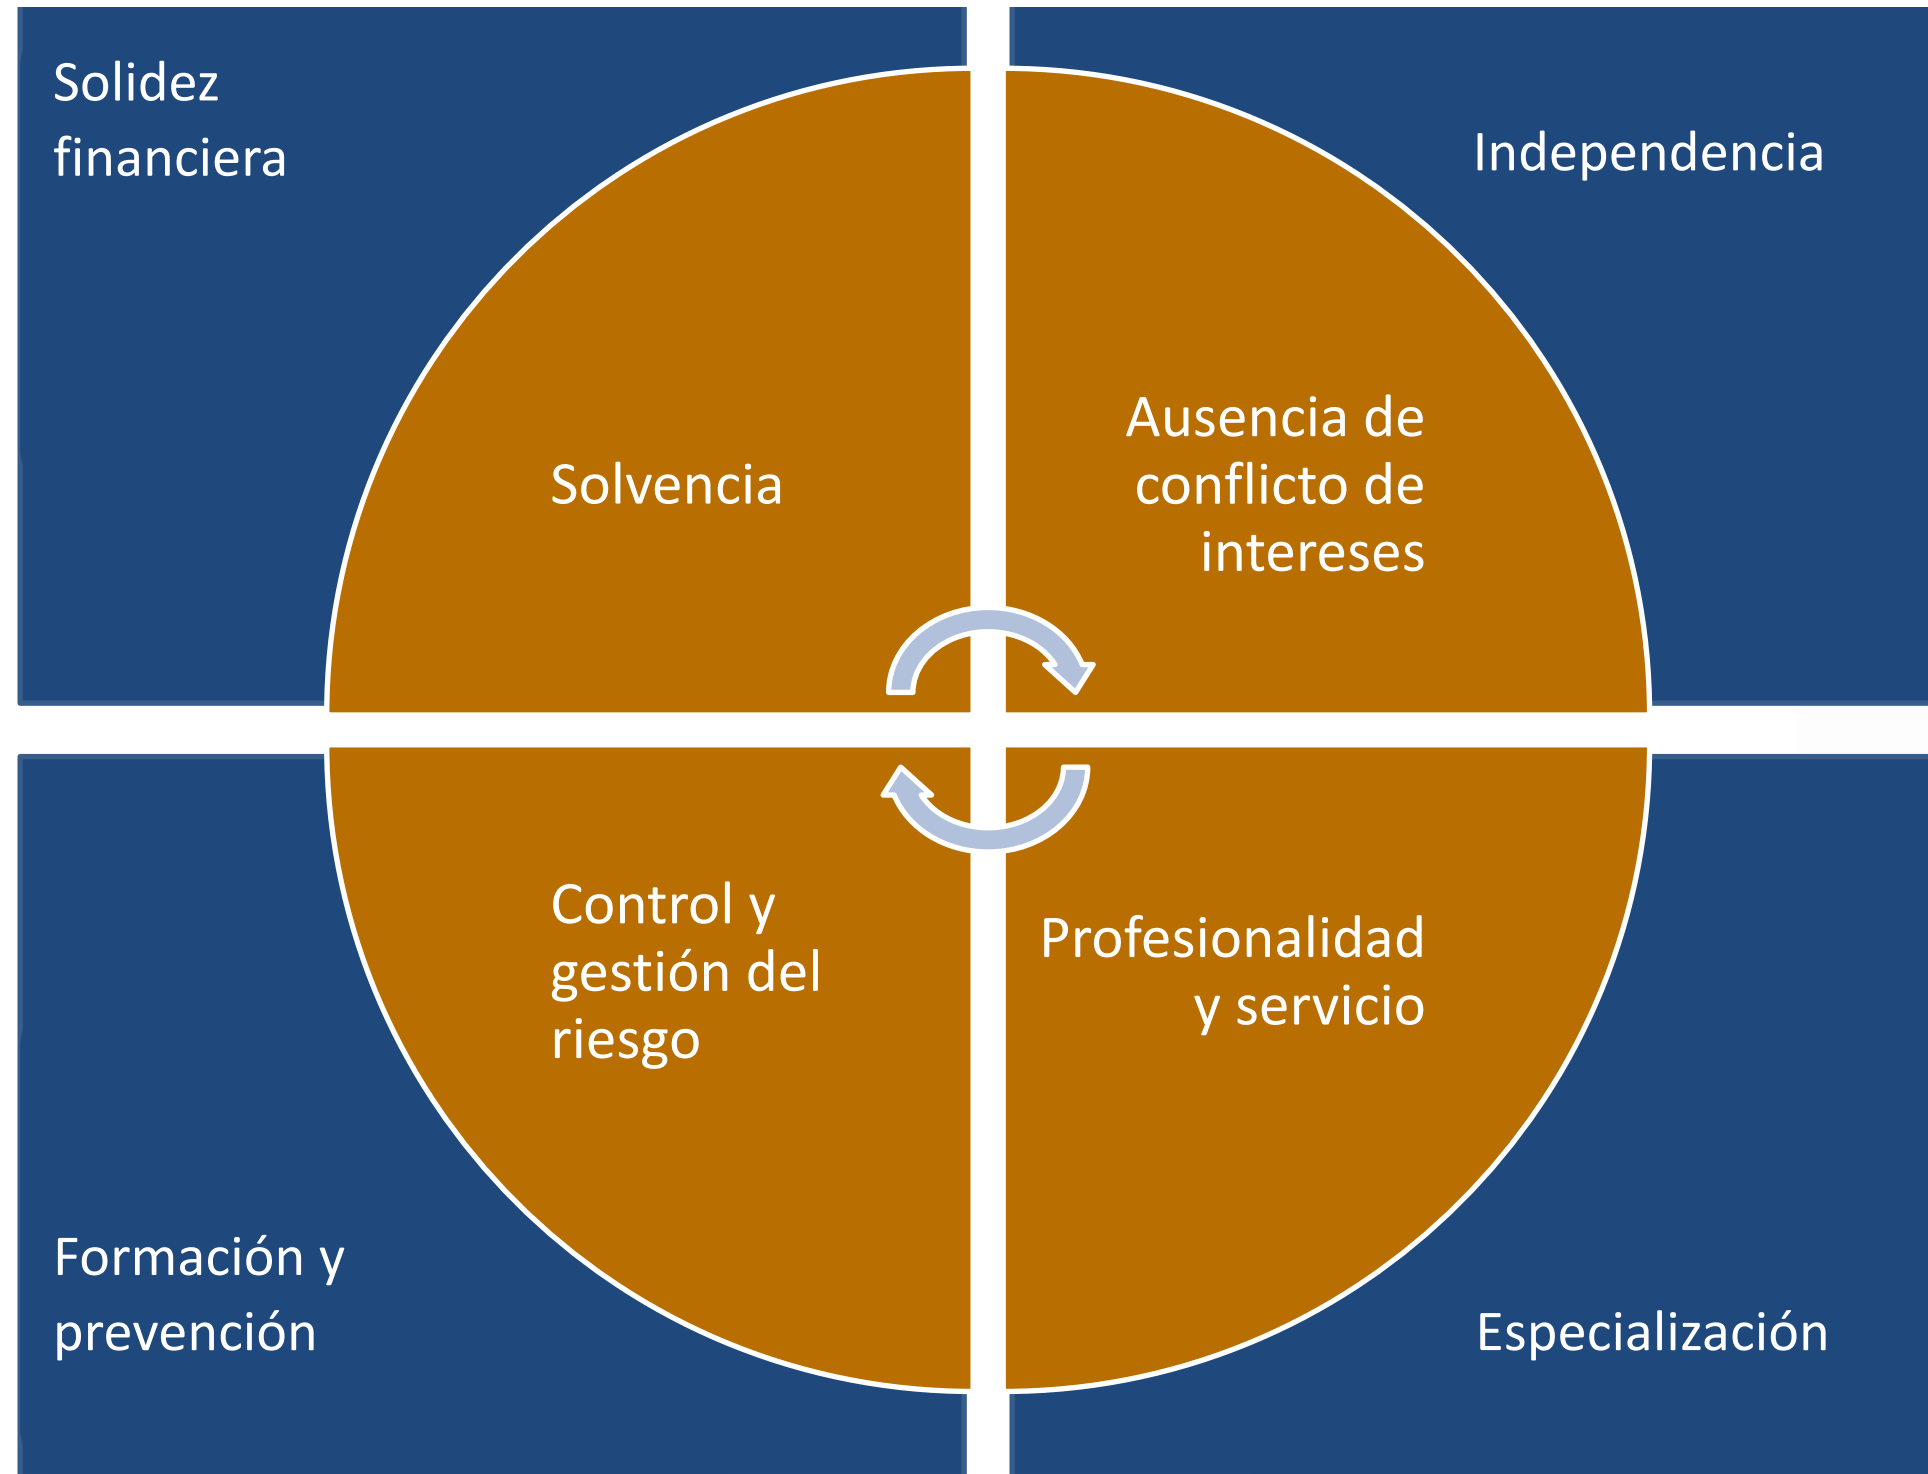 Solidez
financiera
Independencia
Solvencia
Ausencia de
conflicto de
intereses
Control y
gestión del
riesgo
Profesionalidad
y servicio
Formación y
prevención
Especialización